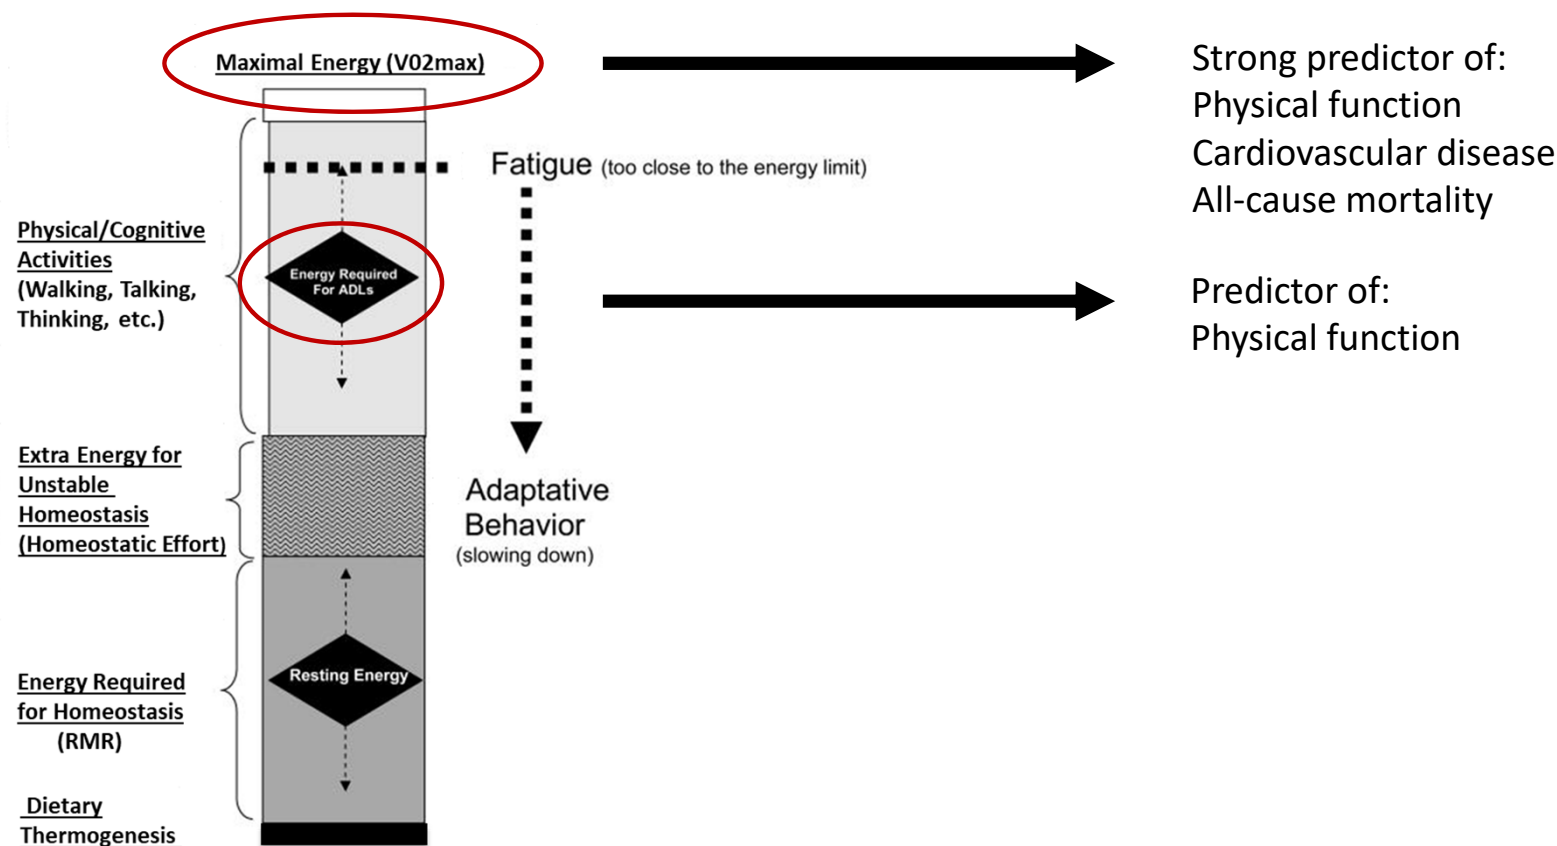 Maximal Energy (V02max)
Strong predictor of:
Physical function
Cardiovascular disease
All-cause mortality
Fatigue (too close to the energy limit)
Physical/Cognitive
Activities
(Walking, Talking,
Thinking, etc.)
Energy Required
For ADLs
Predictor of:
Physical function
Extra Energy for
Unstable
Homeostasis
(Homeostatic Effort)
Adaptative
Behavior
(slowing down)
Energy Required
for Homeostasis
(RMR)
Resting Energy
Dietary
Thermogenesis